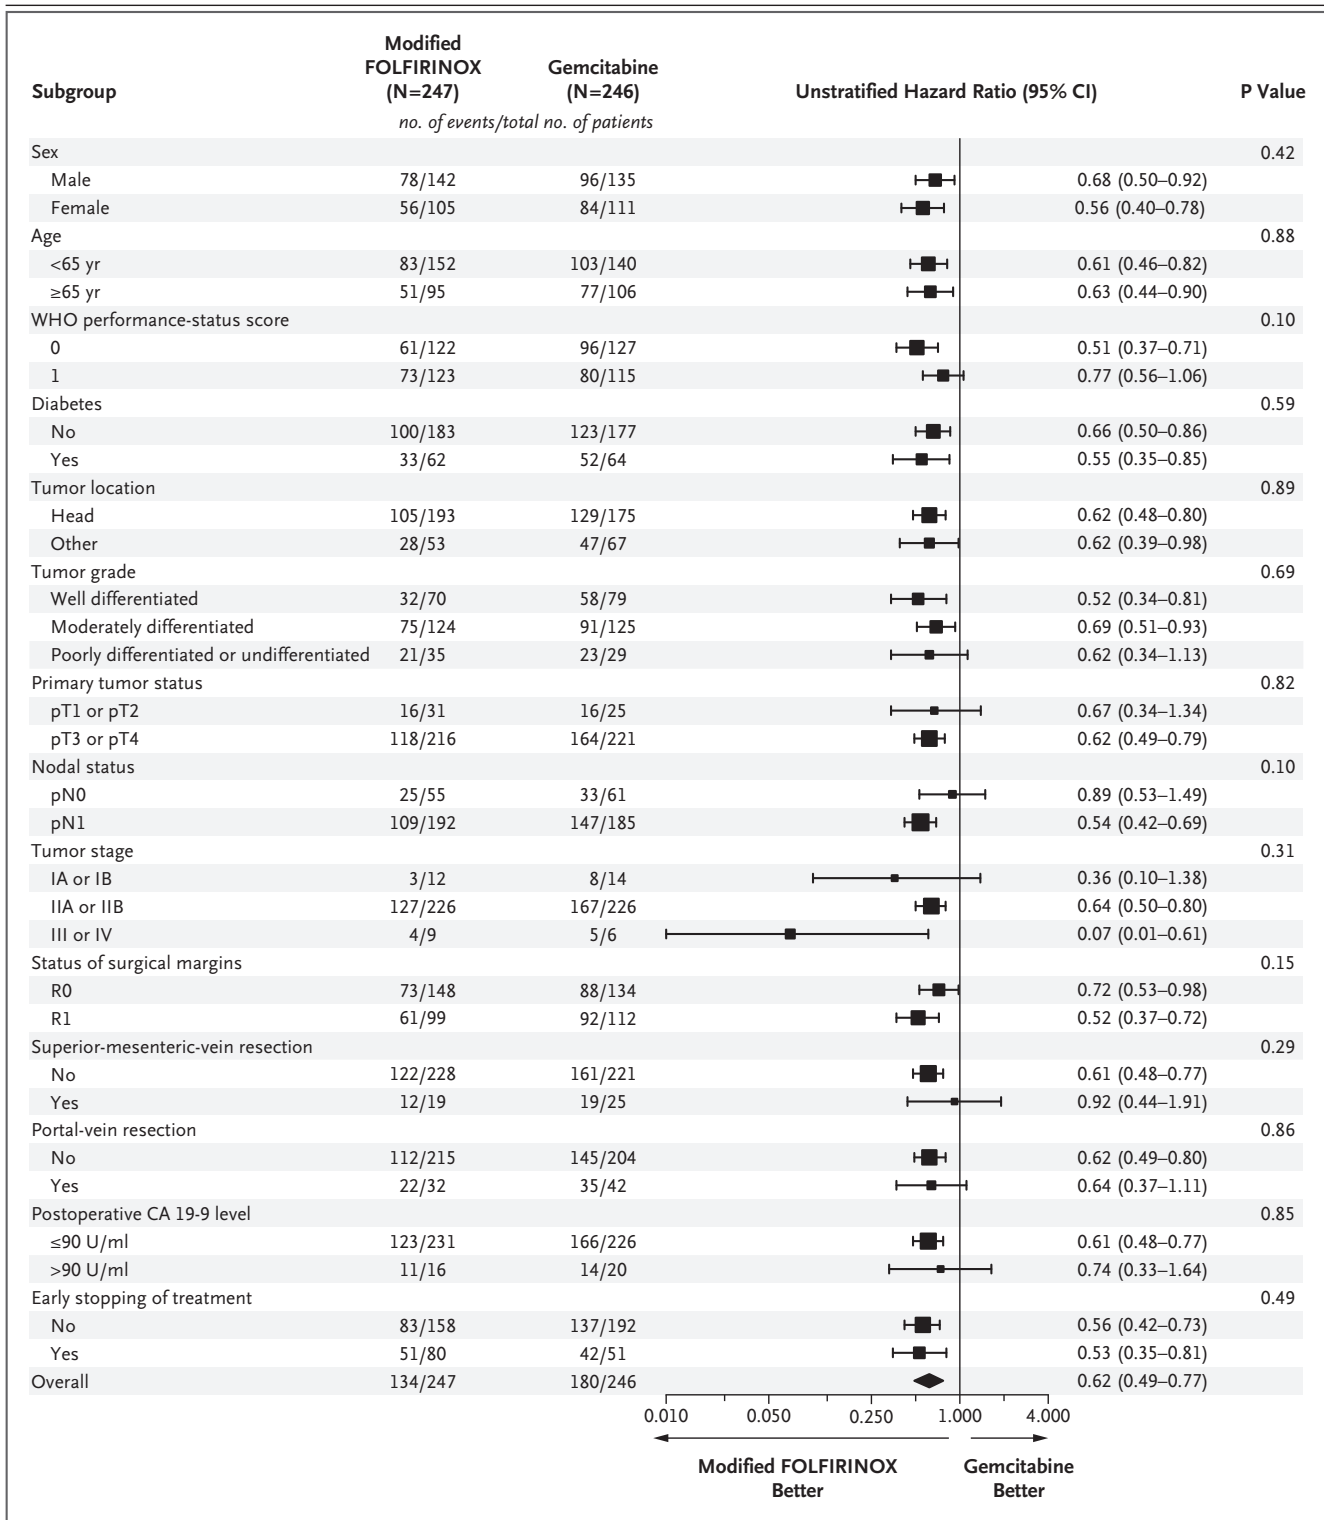 Modified
FOLFIRINOX Gemcitabine
Subgroup (N=247) (N=246) Unstratified Hazard Ratio (95% CI) P Value
no. of events/total no. of patients
Sex 0.42
Male 78/142 96/135 0.68 (0.50–0.92)
Female 56/105 84/111 0.56 (0.40–0.78)
Age 0.88
<65 yr 83/152 103/140 0.61 (0.46–0.82)
≥65 yr 51/95 77/106 0.63 (0.44–0.90)
WHO performance-status score 0.10
0 61/122 96/127 0.51 (0.37–0.71)
1 73/123 80/115 0.77 (0.56–1.06)
Diabetes 0.59
No 100/183 123/177 0.66 (0.50–0.86)
Yes 33/62 52/64 0.55 (0.35–0.85)
Tumor location 0.89
Head 105/193 129/175 0.62 (0.48–0.80)
Other 28/53 47/67 0.62 (0.39–0.98)
Tumor grade 0.69
Well differentiated 32/70 58/79 0.52 (0.34–0.81)
Moderately differentiated 75/124 91/125 0.69 (0.51–0.93)
Poorly differentiated or undifferentiated 21/35 23/29 0.62 (0.34–1.13)
Primary tumor status 0.82
pT1 or pT2 16/31 16/25 0.67 (0.34–1.34)
pT3 or pT4 118/216 164/221 0.62 (0.49–0.79)
Nodal status 0.10
pN0 25/55 33/61 0.89 (0.53–1.49)
pN1 109/192 147/185 0.54 (0.42–0.69)
Tumor stage 0.31
IA or IB 3/12 8/14 0.36 (0.10–1.38)
IIA or IIB 127/226 167/226 0.64 (0.50–0.80)
III or IV 4/9 5/6 0.07 (0.01–0.61)
Status of surgical margins 0.15
R0 73/148 88/134 0.72 (0.53–0.98)
R1 61/99 92/112 0.52 (0.37–0.72)
Superior-mesenteric-vein resection 0.29
No 122/228 161/221 0.61 (0.48–0.77)
Yes 12/19 19/25 0.92 (0.44–1.91)
Portal-vein resection 0.86
No 112/215 145/204 0.62 (0.49–0.80)
Yes 22/32 35/42 0.64 (0.37–1.11)
Postoperative CA 19-9 level 0.85
≤90 U/ml 123/231 166/226 0.61 (0.48–0.77)
>90 U/ml 11/16 14/20 0.74 (0.33–1.64)
Early stopping of treatment 0.49
No 83/158 137/192 0.56 (0.42–0.73)
Yes 51/80 42/51 0.53 (0.35–0.81)
Overall 134/247 180/246 0.62 (0.49–0.77)
0.010 0.050 0.250 1.000 4.000
Modified FOLFIRINOX Gemcitabine
Better Better